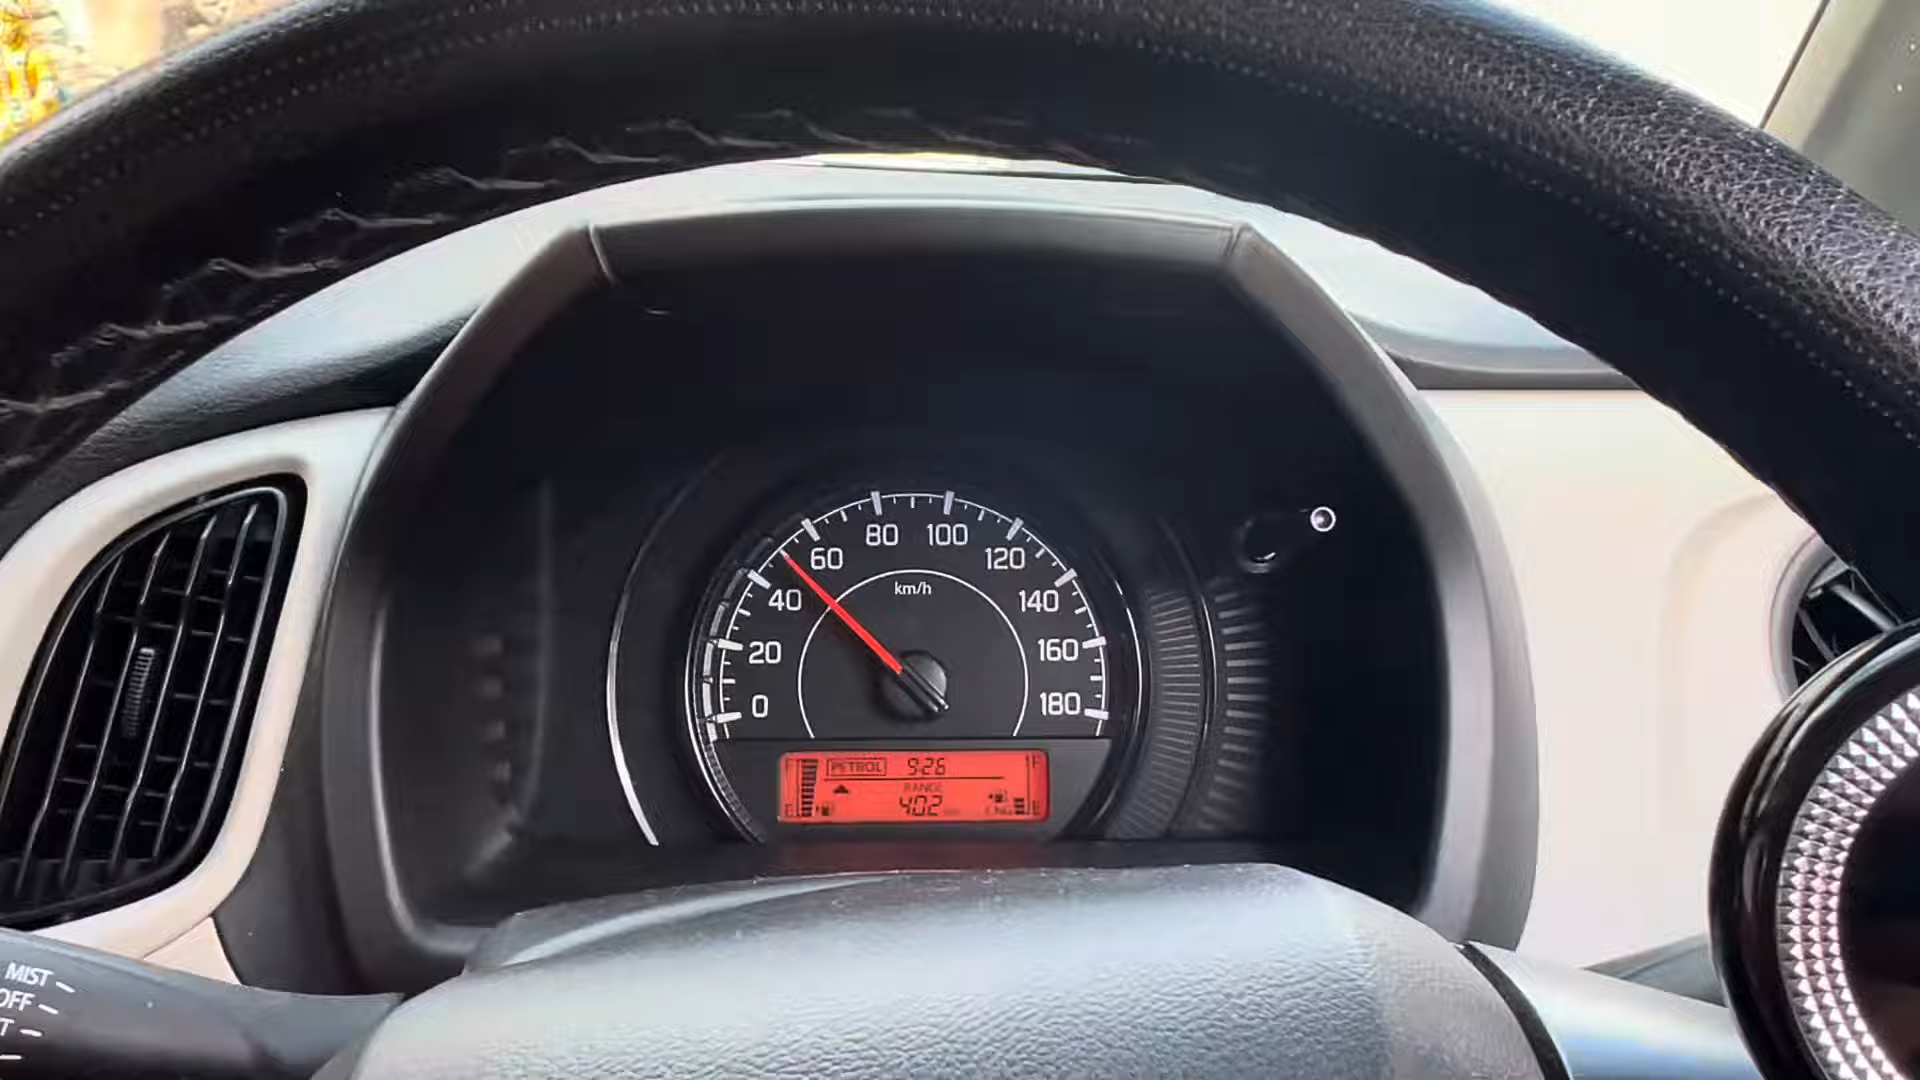 80 100
60 120
km/h
40 140
20 160
0 180
PETROL 9:26
F F
RANGE
402
E CNG E
MIST
OFF